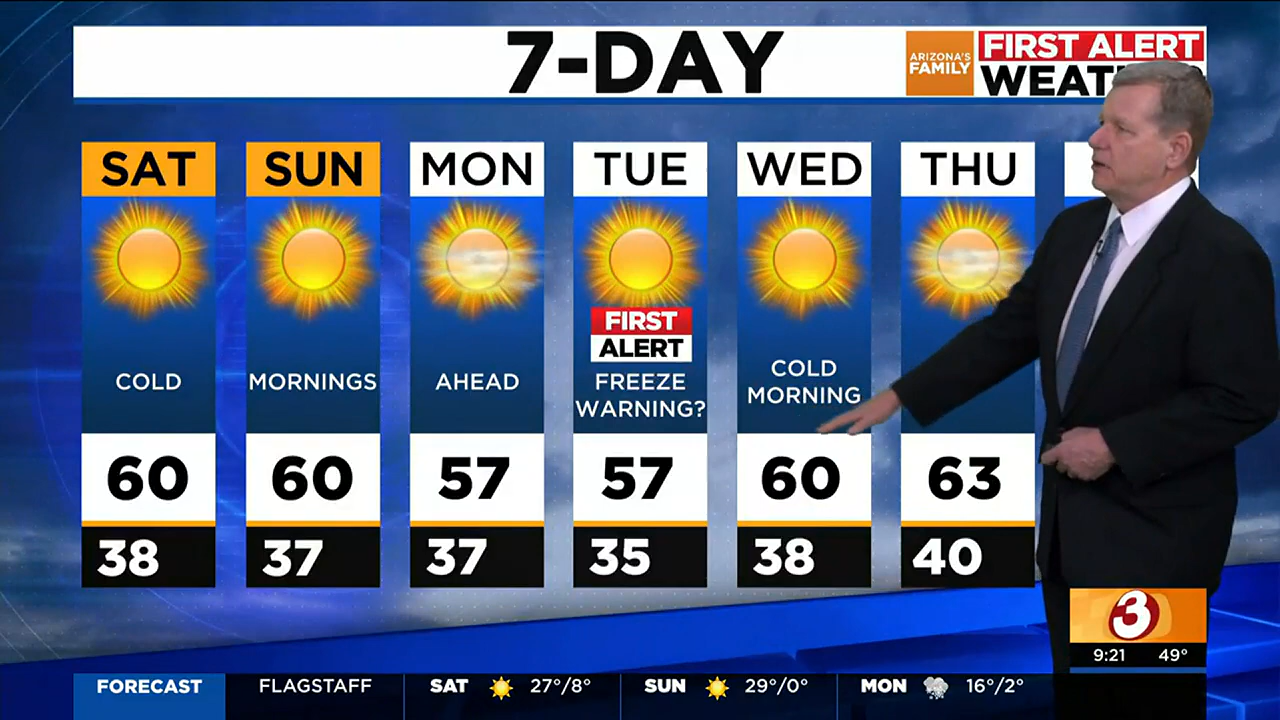 7-DAY
ARIZONA'S
FAMILY
FIRST ALERT
SAT
SUN
MON
TUE
WED
THU
FIRST
ALERT
COLD
MORNINGS
AHEAD
FREEZE
WARNING?
COLD
MORNING
60
60
57
57
60
63
38
37
37
35
38
40
3
9:21 49°
FORECAST FLAGSTAFF SAT 27°/8° SUN 29°/0° MON 16°/2°